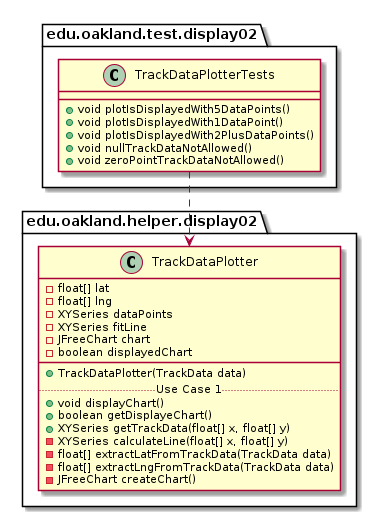 edu.oakland.test.display02
C TrackDataPlotterTests
void plotIsDisplayedWith5DataPoints()
void plotIsDisplayedWith1DataPoint()
void plotIsDisplayedWith2PlusDataPoints()
void nullTrackDataNotAllowed()
void zeroPointTrackDataNotAllowed()
edu.oakland.helper.display02
C TrackDataPlotter
float[] lat
float[] lng
XYSeries dataPoints
XYSeries fitLine
JFreeChart chart
boolean displayedChart
TrackDataPlotter(TrackData data)
Use Case 1
void displayChart()
boolean getDisplayeChart()
XYSeries getTrackData(float[] x, float[] y)
XYSeries calculateLine(float[] x, float[] y)
float[] extractLatFromTrackData(TrackData data)
float[] extractLngFromTrackData(TrackData data)
JFreeChart createChart()